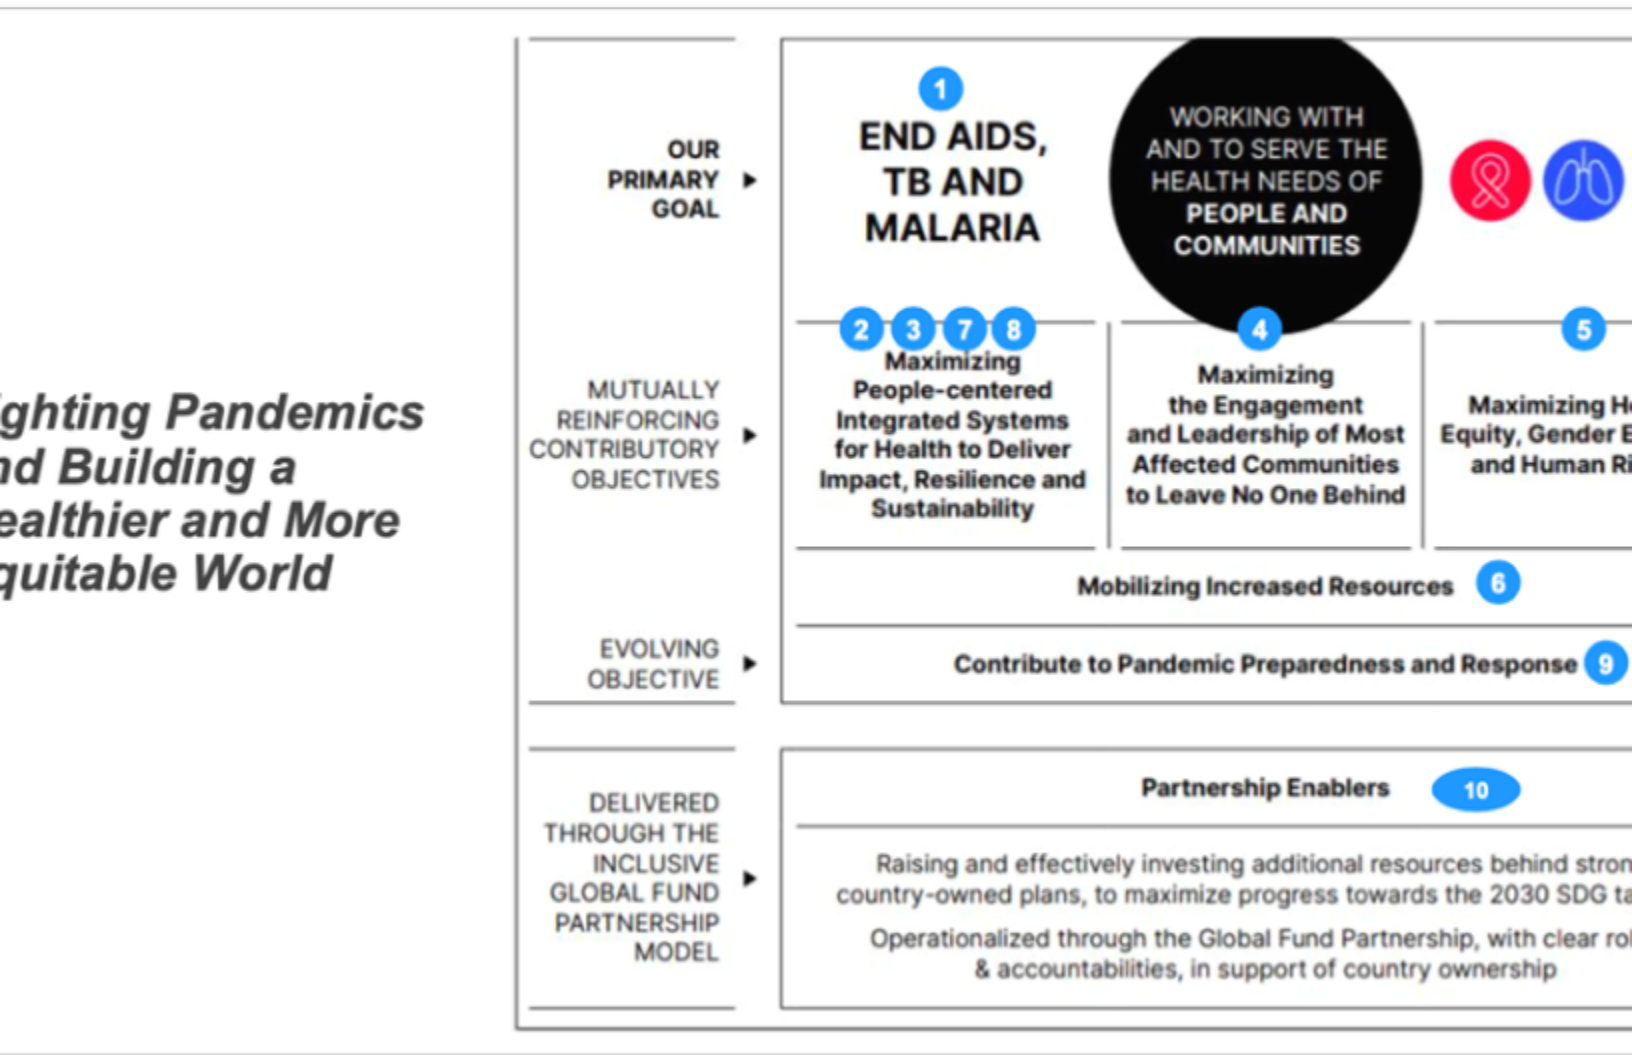 ghting Pandemics
nd Building a
ealthier and More
quitable World
OUR
PRIMARY
GOAL
1
END AIDS,
TB AND
MALARIA
WORKING WITH
AND TO SERVE THE
HEALTH NEEDS OF
PEOPLE AND
COMMUNITIES
MUTUALLY
REINFORCING
CONTRIBUTORY
OBJECTIVES
2 3 7 8
Maximizing
People-centered
Integrated Systems
for Health to Deliver
Impact, Resilience and
Sustainability
4
Maximizing
the Engagement
and Leadership of Most
Affected Communities
to Leave No One Behind
5
Maximizing He
Equity, Gender E
and Human Ri
Mobilizing Increased Resources 6
EVOLVING
OBJECTIVE
Contribute to Pandemic Preparedness and Response 9
DELIVERED
THROUGH THE
INCLUSIVE
GLOBAL FUND
PARTNERSHIP
MODEL
Partnership Enablers 10
Raising and effectively investing additional resources behind stron
country-owned plans, to maximize progress towards the 2030 SDG ta
Operationalized through the Global Fund Partnership, with clear rol
& accountabilities, in support of country ownership